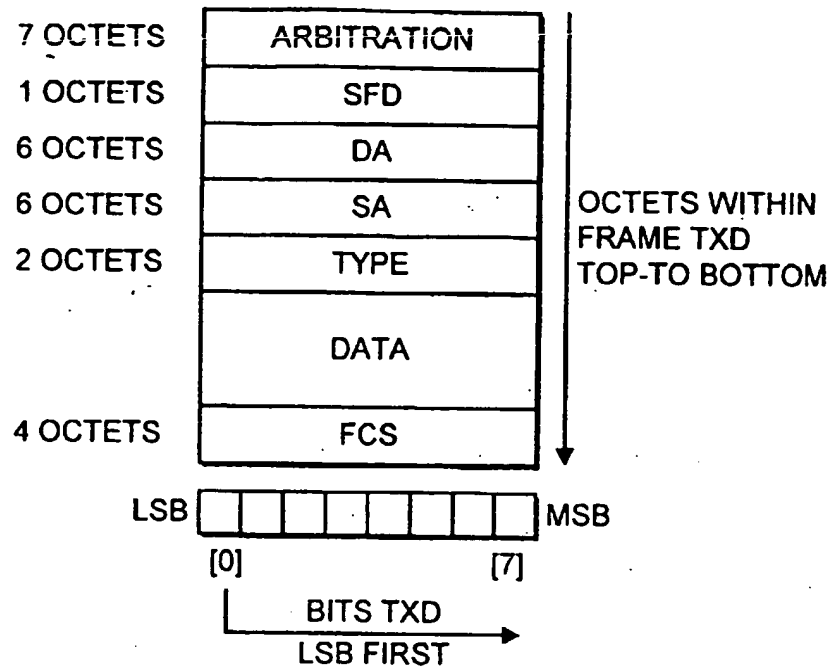 7 OCTETS ARBITRATION
1 OCTETS SFD
6 OCTETS DA
6 OCTETS SA
2 OCTETS TYPE
DATA
4 OCTETS FCS
OCTETS WITHIN
FRAME TXD
TOP-TO BOTTOM
LSB MSB
[0] [7]
BITS TXD
LSB FIRST